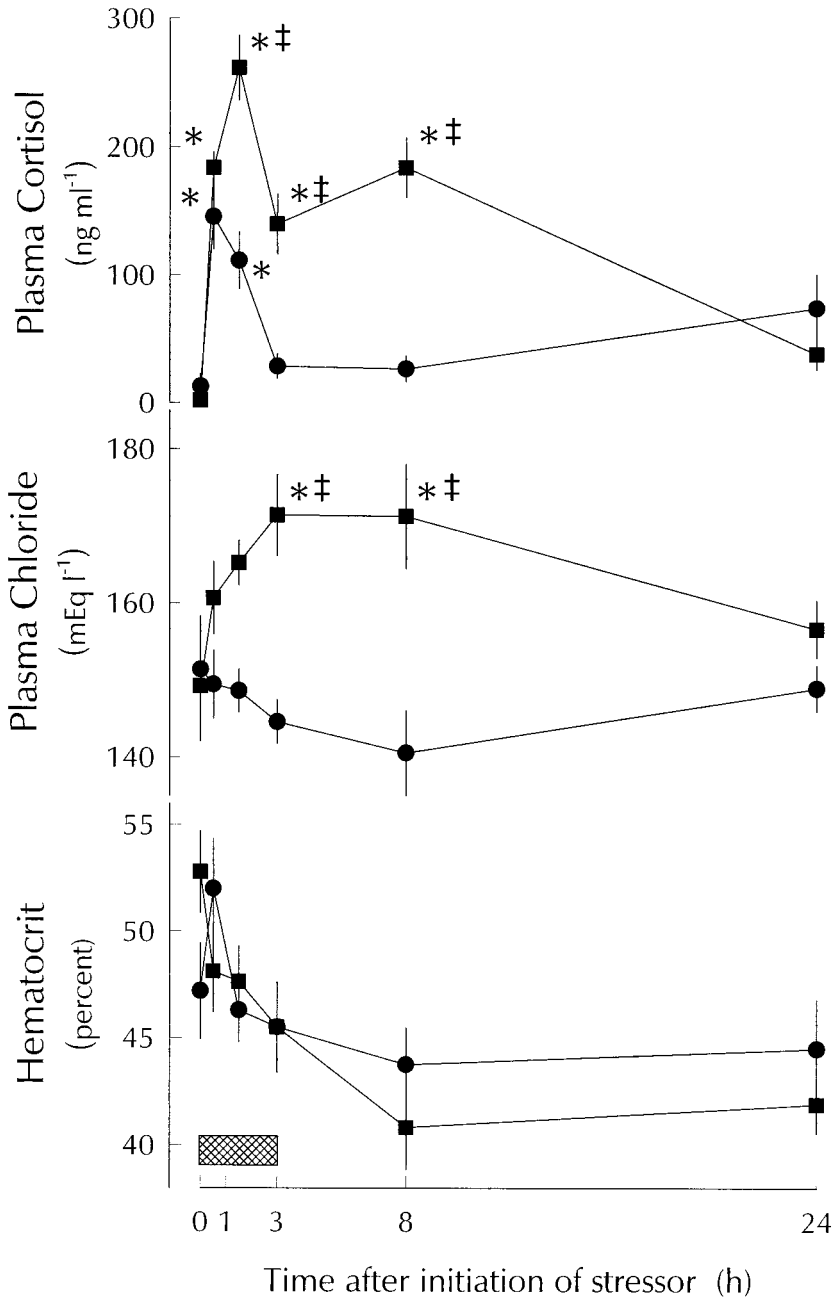 Plasma Cortisol
(ng ml⁻¹)
300
200
100
0
* ‡
*
*
*
* ‡
* ‡
Plasma Chloride
(mEq l⁻¹)
180
160
140
* ‡
* ‡
Hematocrit
(percent)
55
50
45
40
0 1 3 8 24
Time after initiation of stressor (h)